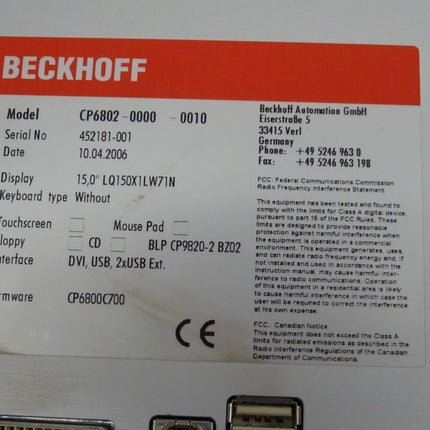 BECKHOFF
Model CP6802-0000 -0010
Serial No 452181-001
Date 10.04.2006
Display 15,0" LQ150X1LW71N
Keyboard type Without
Touchscreen Mouse Pad
loppy CD BLP CP9820-2 BZ02
nterface DVI, USB, 2xUSB Ext.
rmware CP6800C700
CE
Beckhoff Automation GmbH
Eiserstraße 5
33415 Verl
Germany
Phone: +49 5246 963 0
Fax: +49 5246 963 198
FCC: Federal Communications Commission
Radio Frequency Interference Statement
This equipment has been tested and found to
comply with the limits for Class A digital device,
pursuant to part 16 of the FCC Rules. These
limits are designed to provide reasonable
protection against harmful interference when
the equipment is operated in a commercial
environment. This equipment generates, uses,
and can radiate radio frequency energy and, if
not installed and used in accordance with the
instruction manual, may cause harmful inter-
ference to radio communications. Operation
of this equipment in a residential area is likely
to cause harmful interference in which case the
user will be required to correct the interference
at his own expense.
FCC: Canadian Notice
This equipment does not exceed the Class A
limits for radiated emissions as described in the
Radio Interference Regulations of the Canadian
Department of Communications.